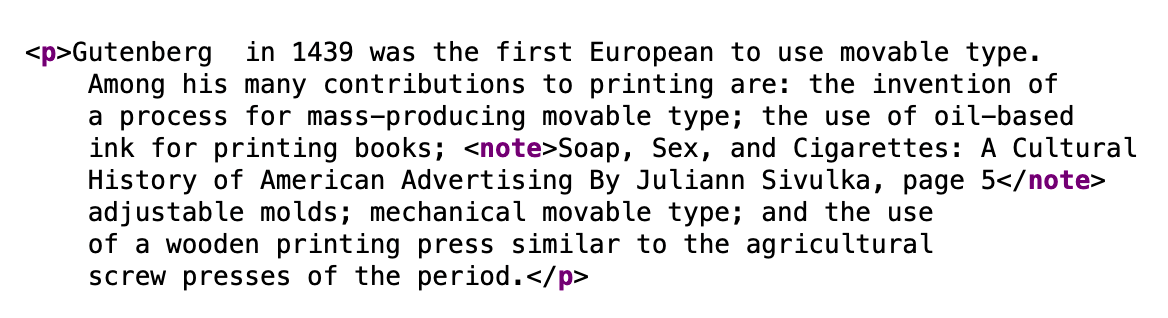 <p>Gutenberg  in 1439 was the first European to use movable type.
Among his many contributions to printing are: the invention of
a process for mass-producing movable type; the use of oil-based
ink for printing books; <note>Soap, Sex, and Cigarettes: A Cultural
History of American Advertising By Juliann Sivulka, page 5</note>
adjustable molds; mechanical movable type; and the use
of a wooden printing press similar to the agricultural
screw presses of the period.</p>